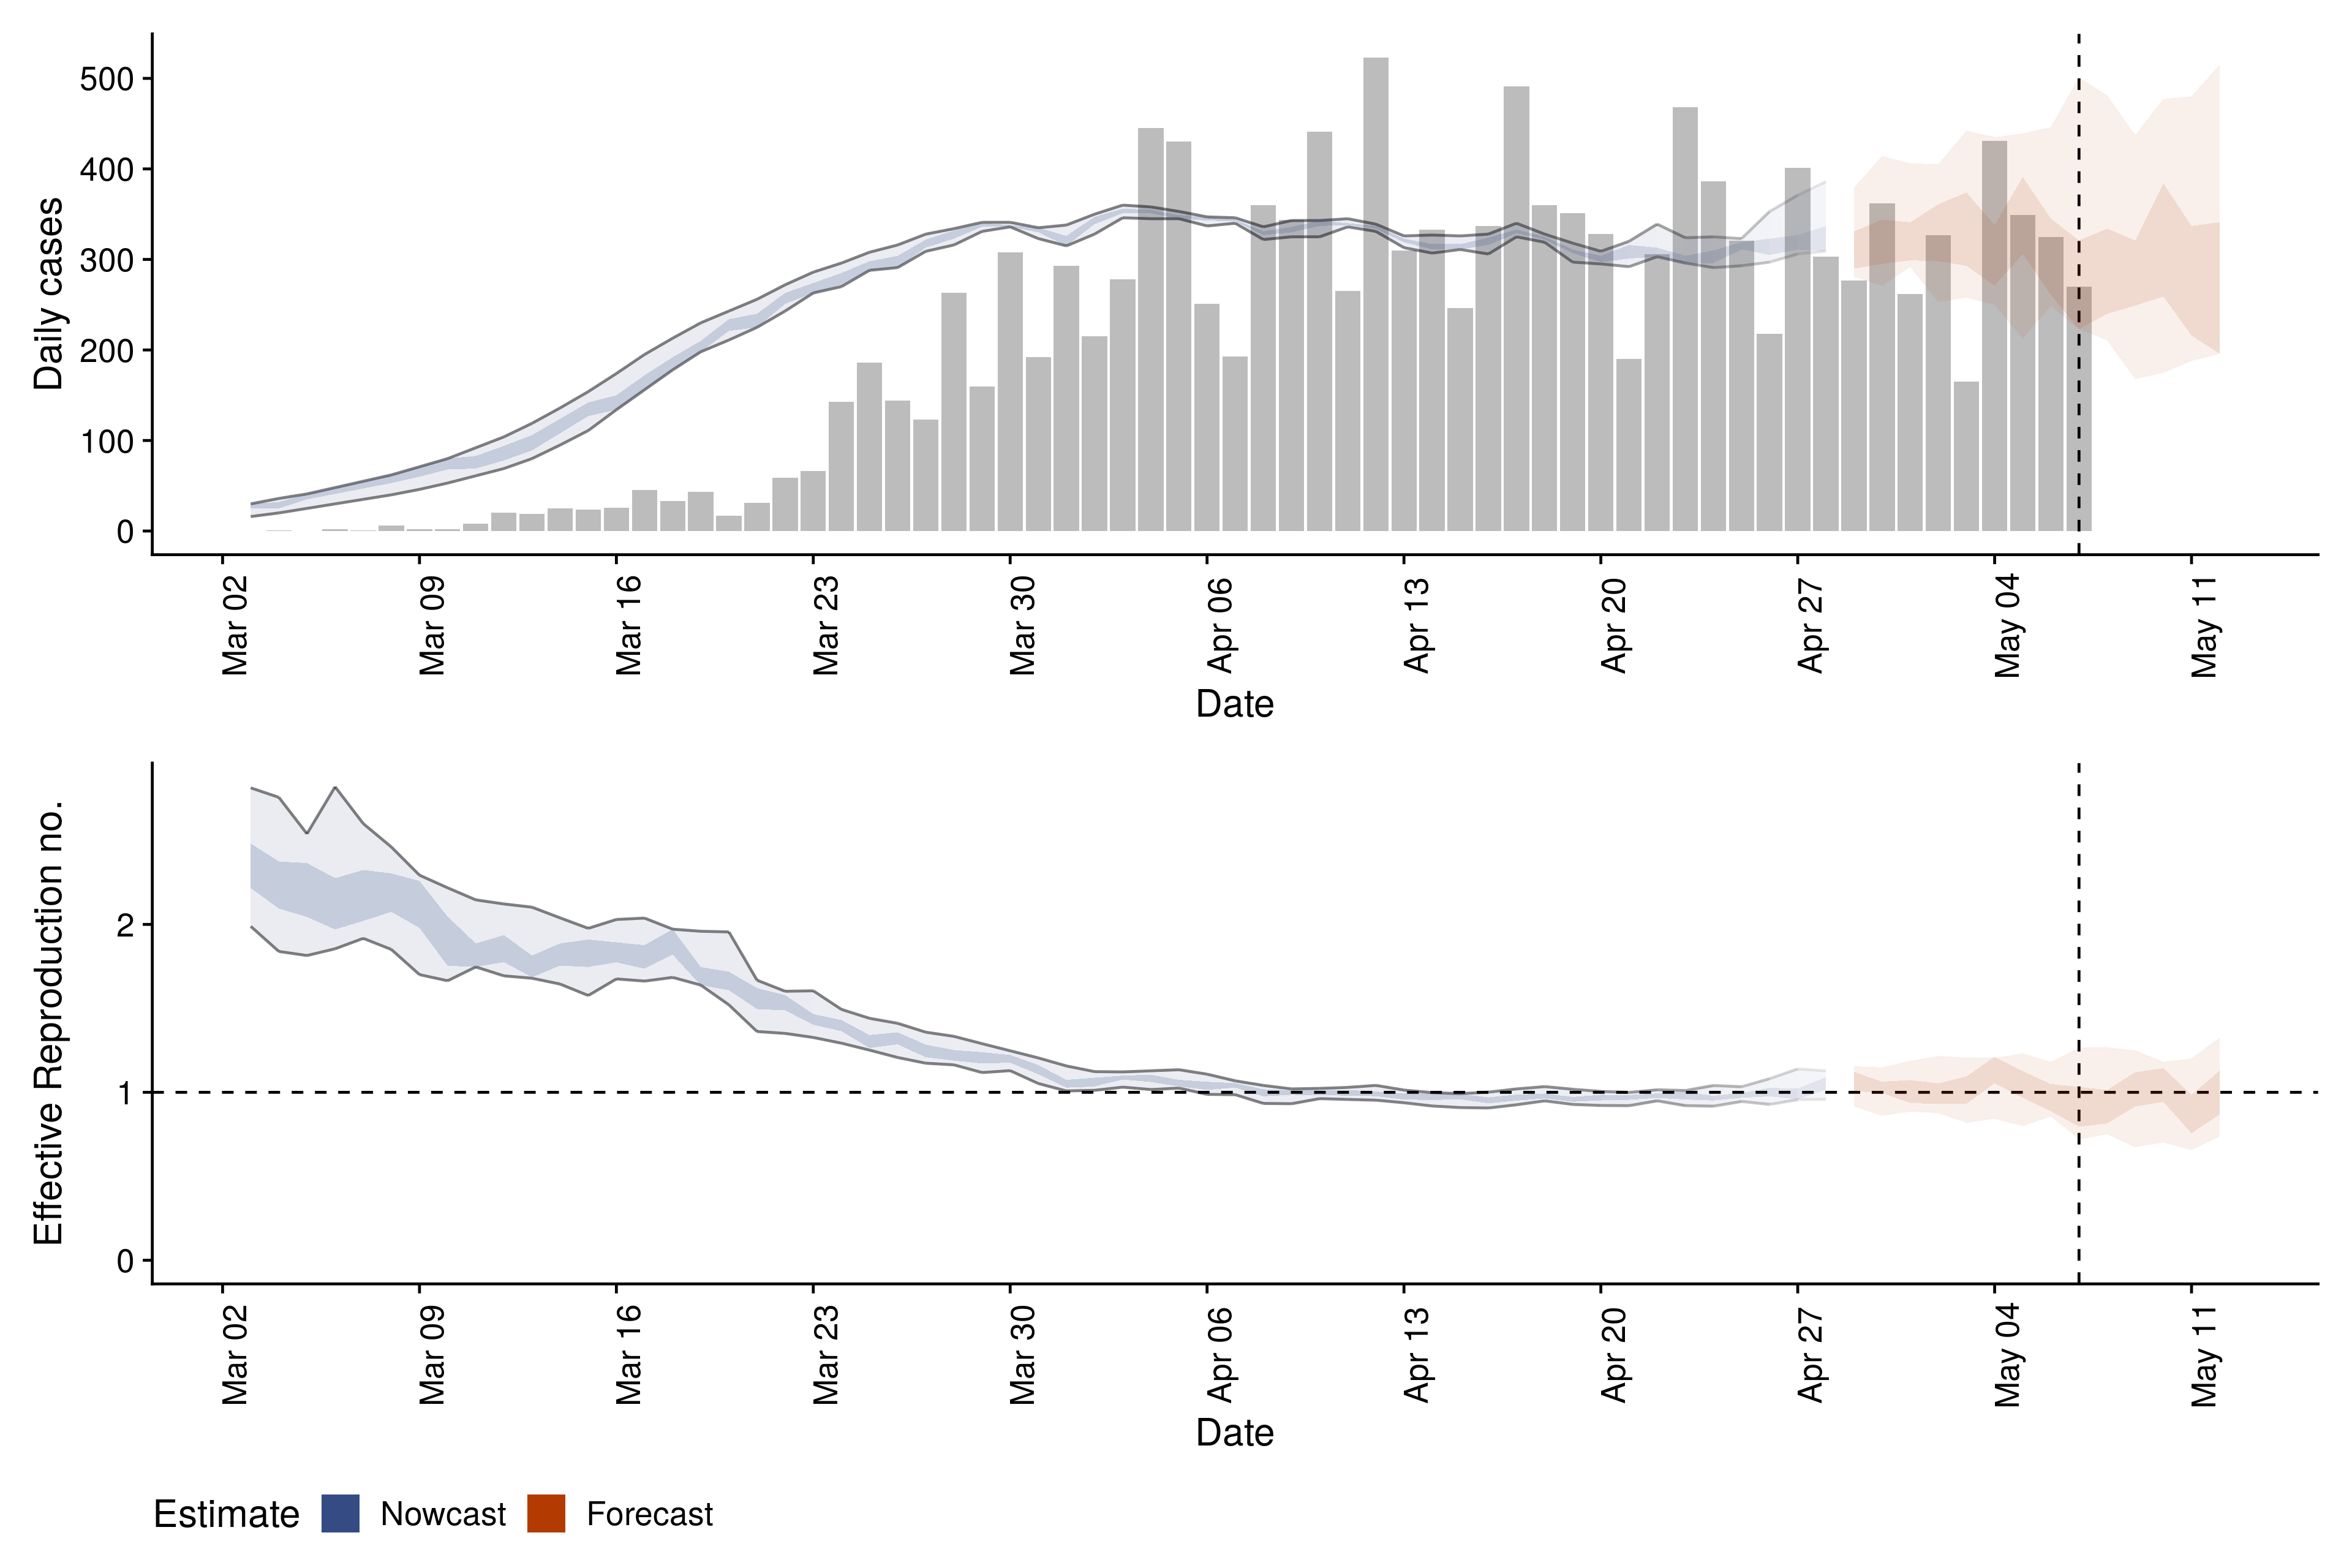 Daily cases
500
400
300
200
100
0
Mar 02
Mar 09
Mar 16
Mar 23
Mar 30
Apr 06
Apr 13
Apr 20
Apr 27
May 04
May 11
Date
Effective Reproduction no.
2
1
0
Mar 02
Mar 09
Mar 16
Mar 23
Mar 30
Apr 06
Apr 13
Apr 20
Apr 27
May 04
May 11
Date
Estimate Nowcast Forecast